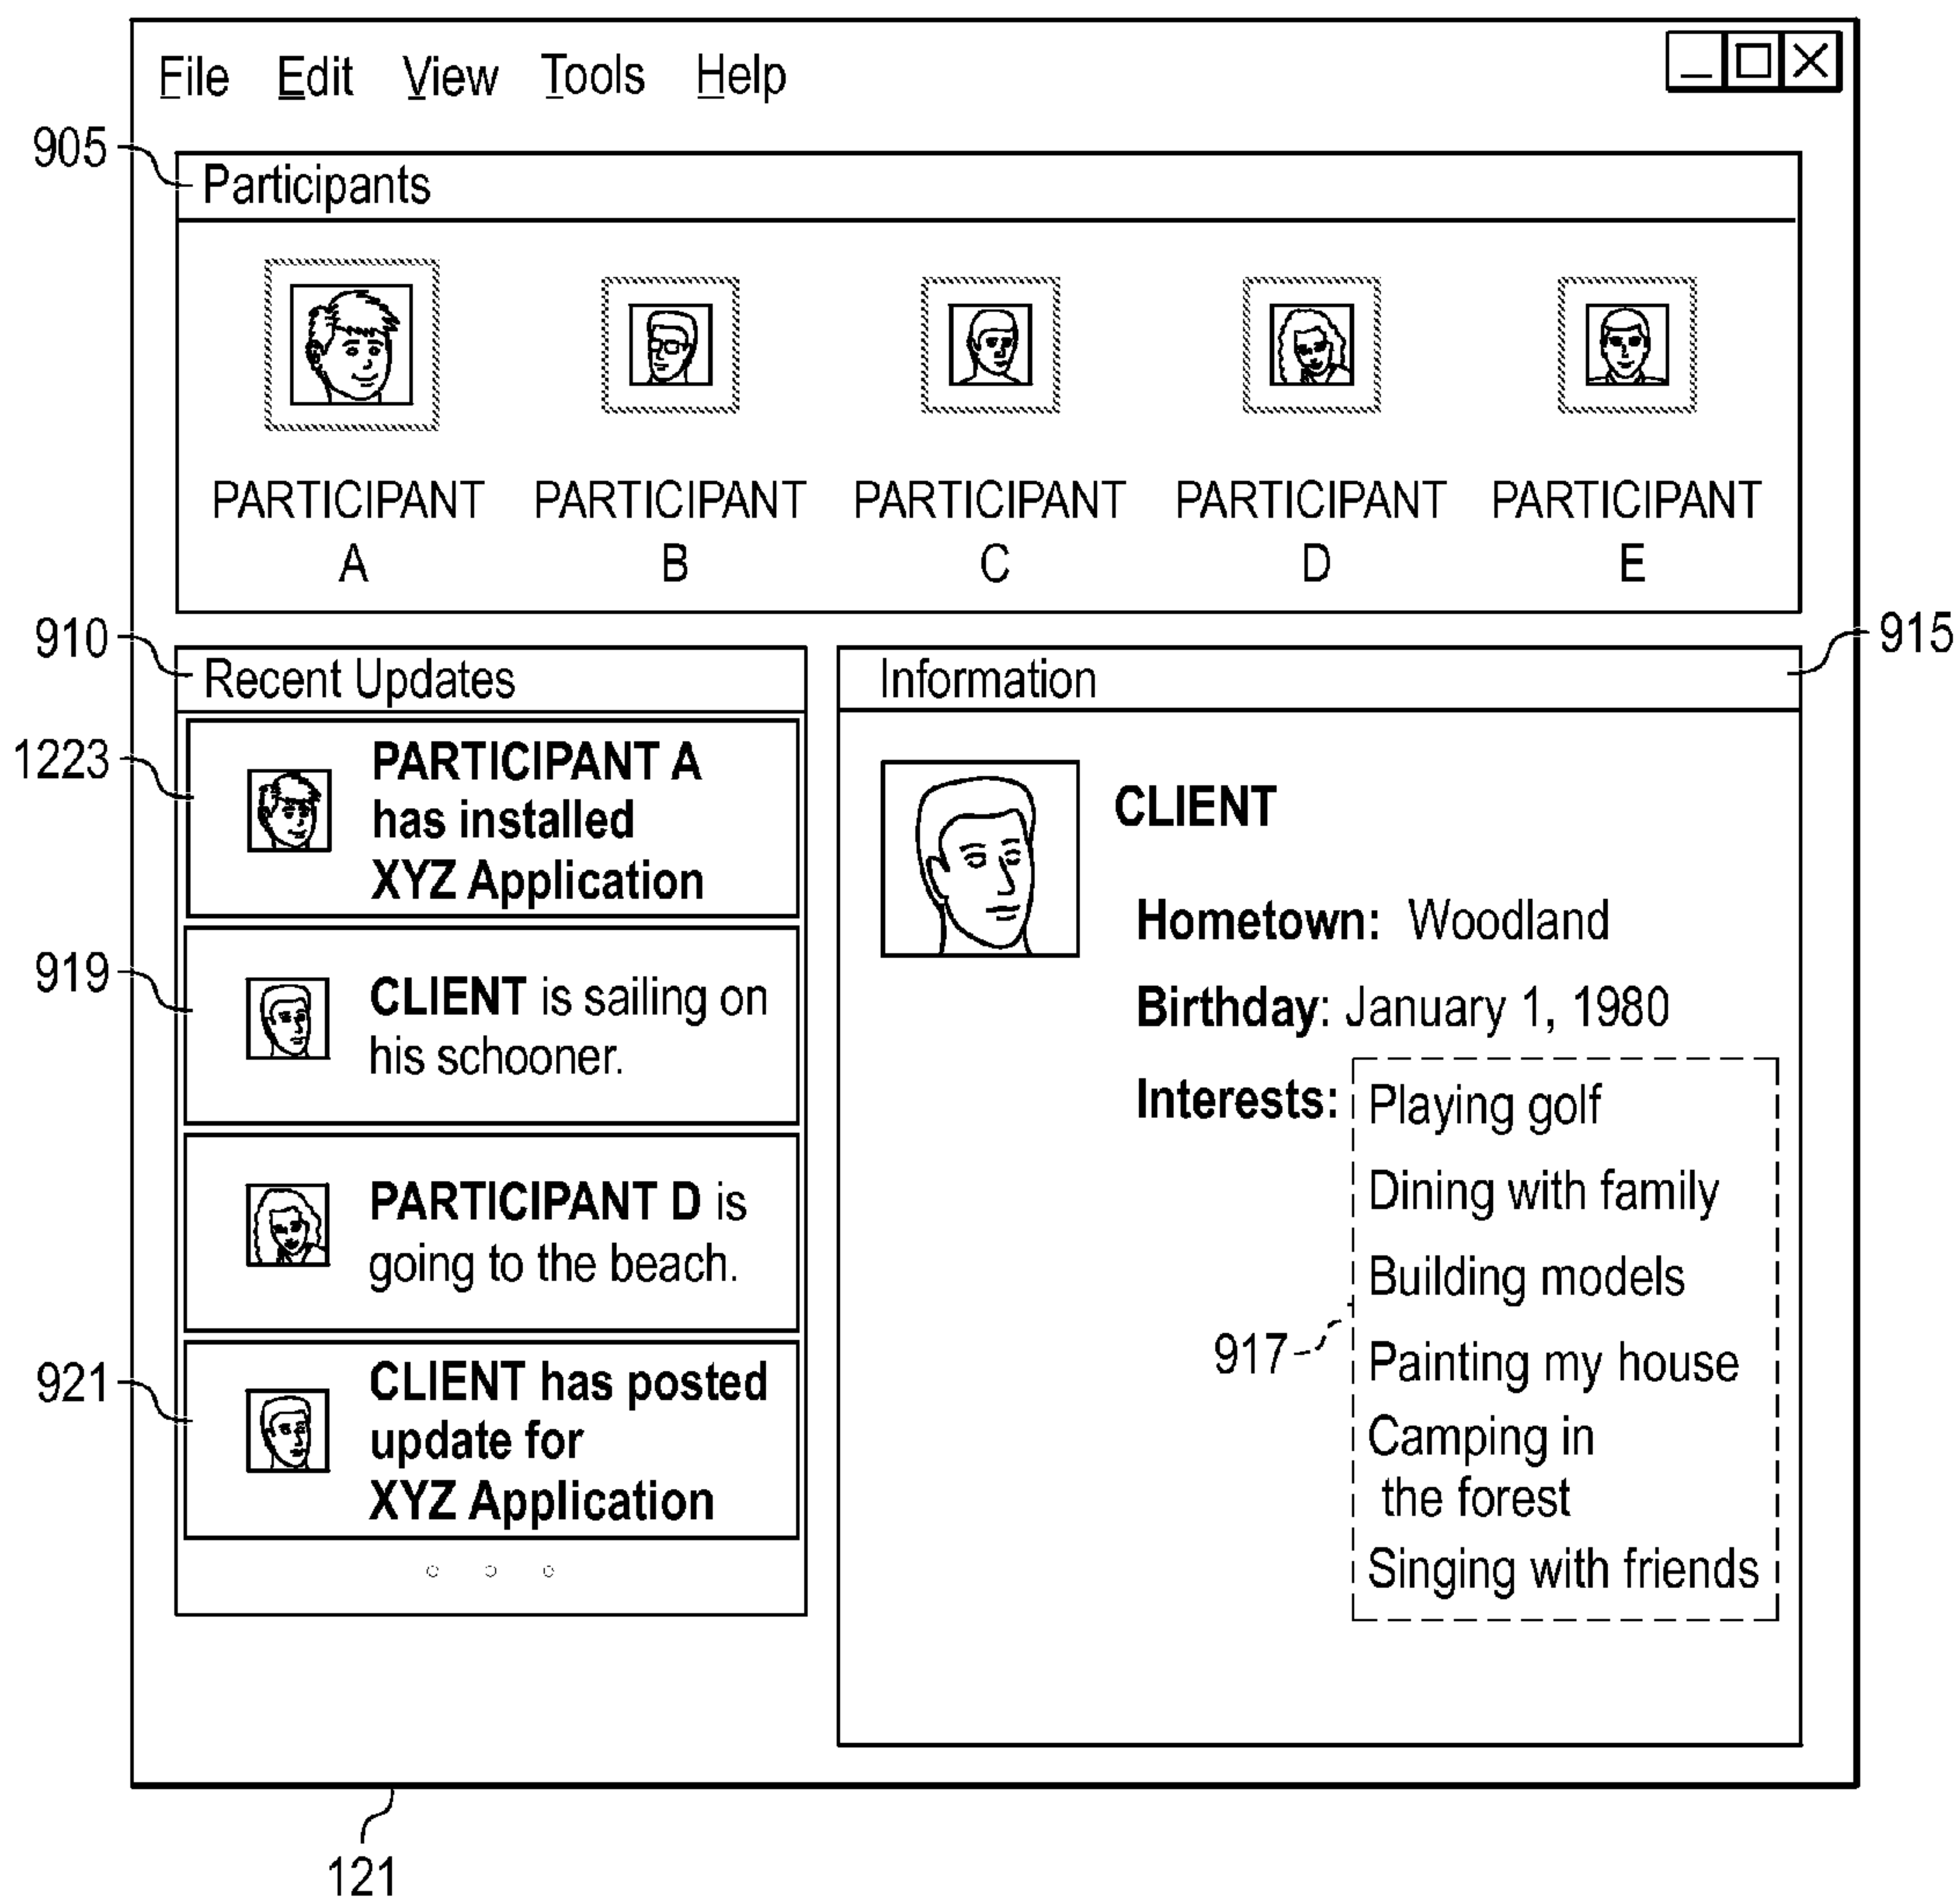 File Edit View Tools Help
905
Participants
PARTICIPANT A
PARTICIPANT B
PARTICIPANT C
PARTICIPANT D
PARTICIPANT E
910
Recent Updates
1223
PARTICIPANT A
has installed
XYZ Application
919
CLIENT is sailing on
his schooner.
PARTICIPANT D is
going to the beach.
921
CLIENT has posted
update for
XYZ Application
915
Information
CLIENT
Hometown: Woodland
Birthday: January 1, 1980
Interests: Playing golf
Dining with family
Building models
917
Painting my house
Camping in
the forest
Singing with friends
121